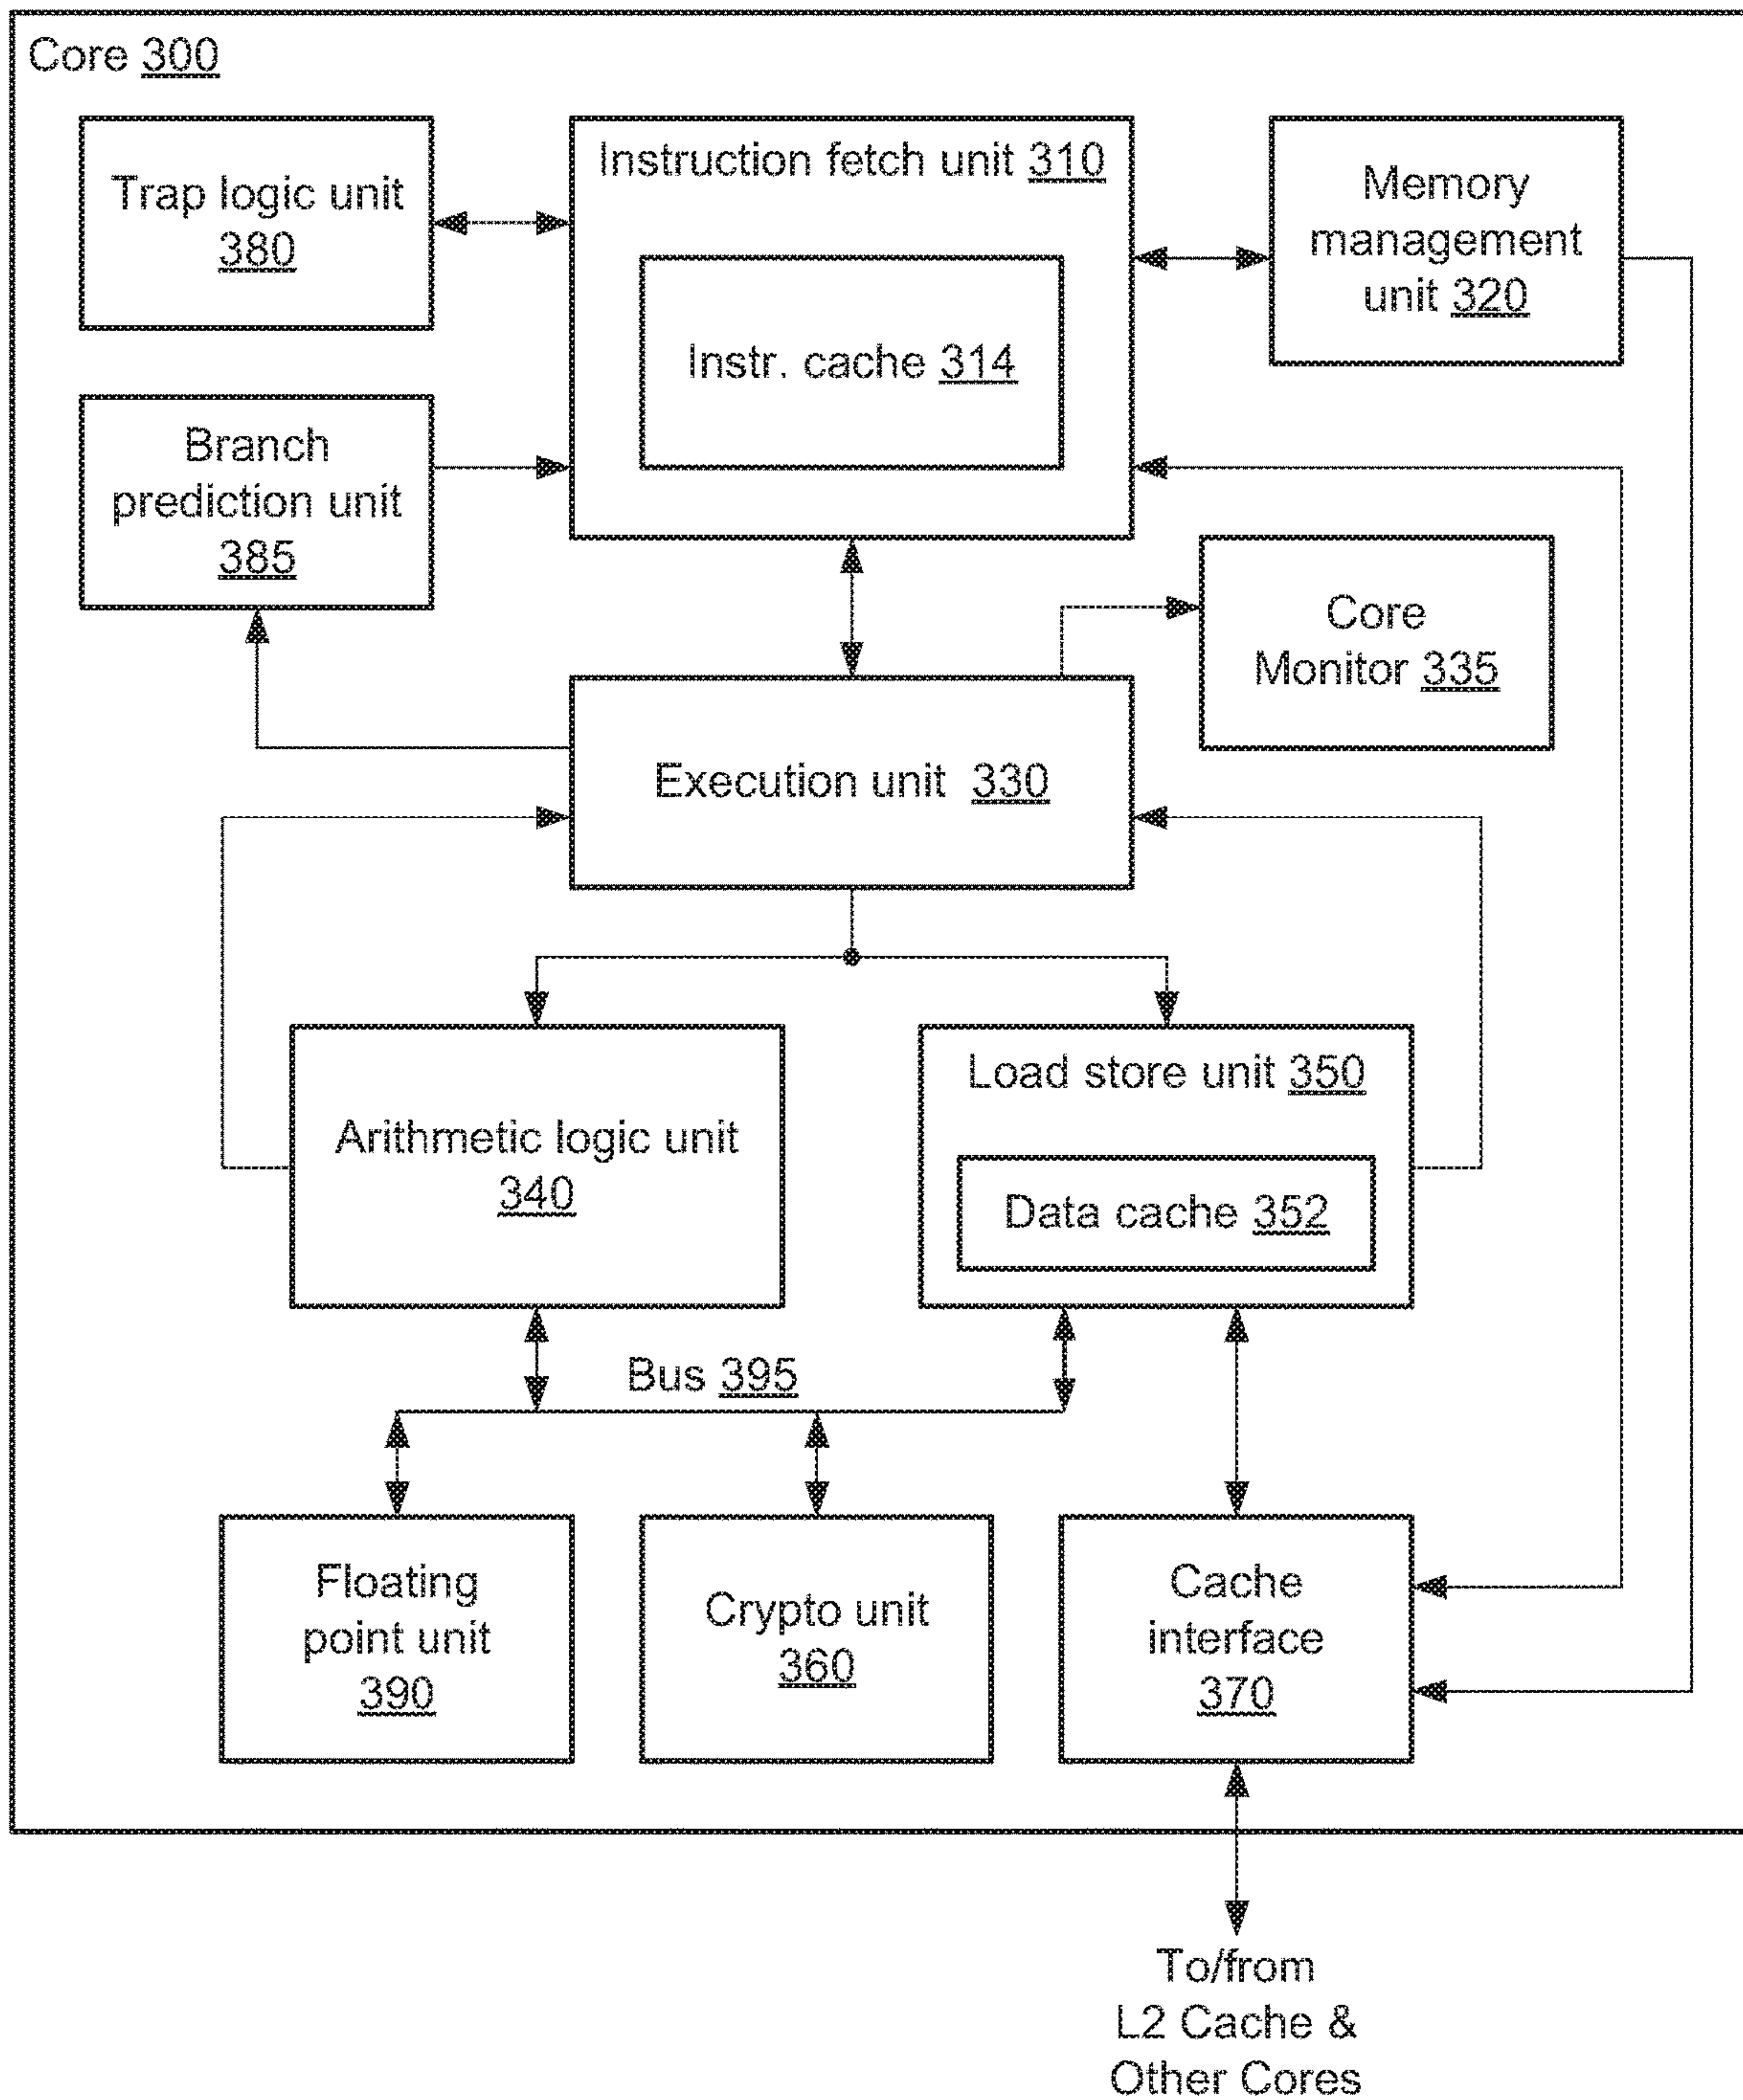 Core 300
Trap logic unit
380
Instruction fetch unit 310
Instr. cache 314
Memory
management
unit 320
Branch
prediction unit
385
Core
Monitor 335
Execution unit 330
Arithmetic logic unit
340
Load store unit 350
Data cache 352
Bus 395
Floating
point unit
390
Crypto unit
360
Cache
interface
370
To/from
L2 Cache &
Other Cores